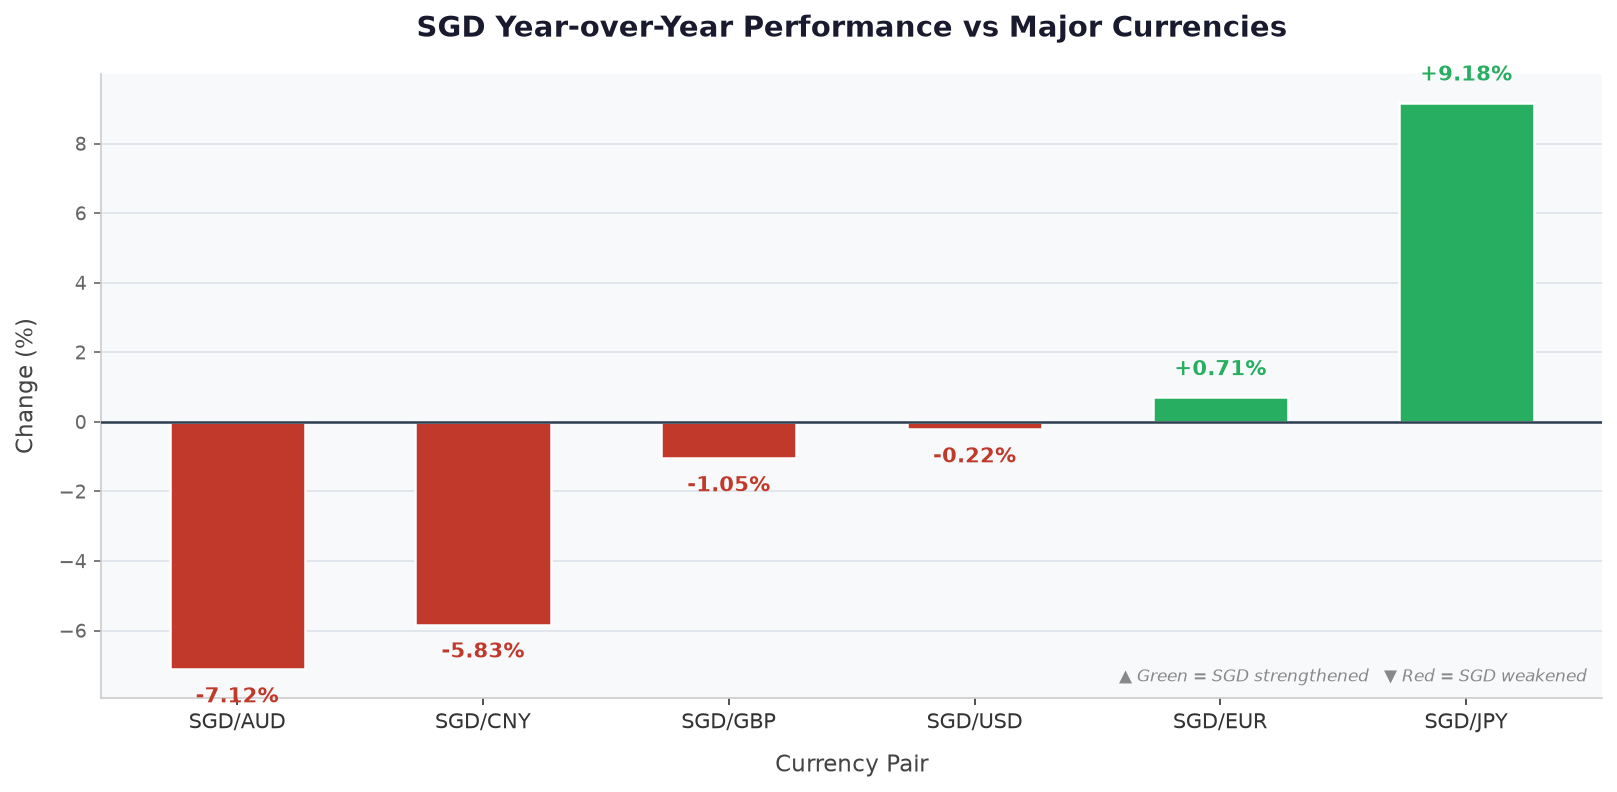 SGD Year-over-Year Performance vs Major Currencies
+9.18%
8
6
4
2
+0.71%
0
-0.22%
-1.05%
−2
−4
−6
-5.83%
-7.12%
▲ Green = SGD strengthened ▼ Red = SGD weakened
Change (%)
SGD/AUD SGD/CNY SGD/GBP SGD/USD SGD/EUR SGD/JPY
Currency Pair